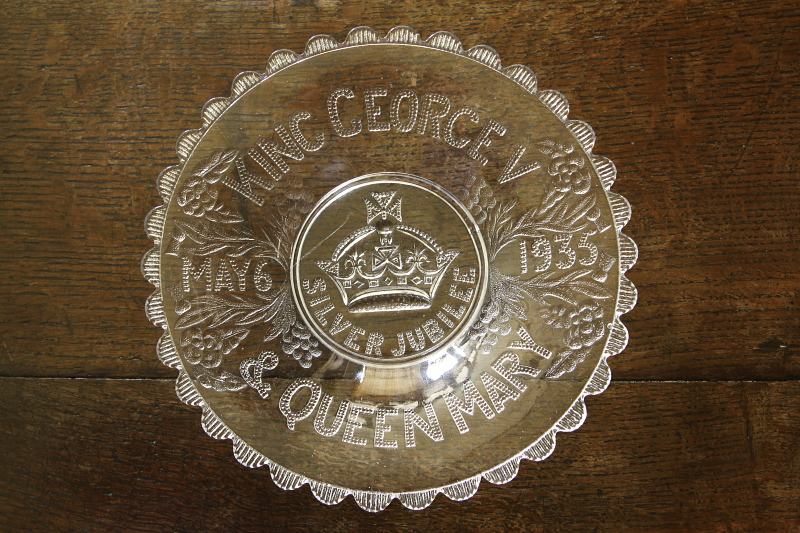 KING GEORGE V
MAY 6
1935
SILVER JUBILEE
& QUEEN MARY